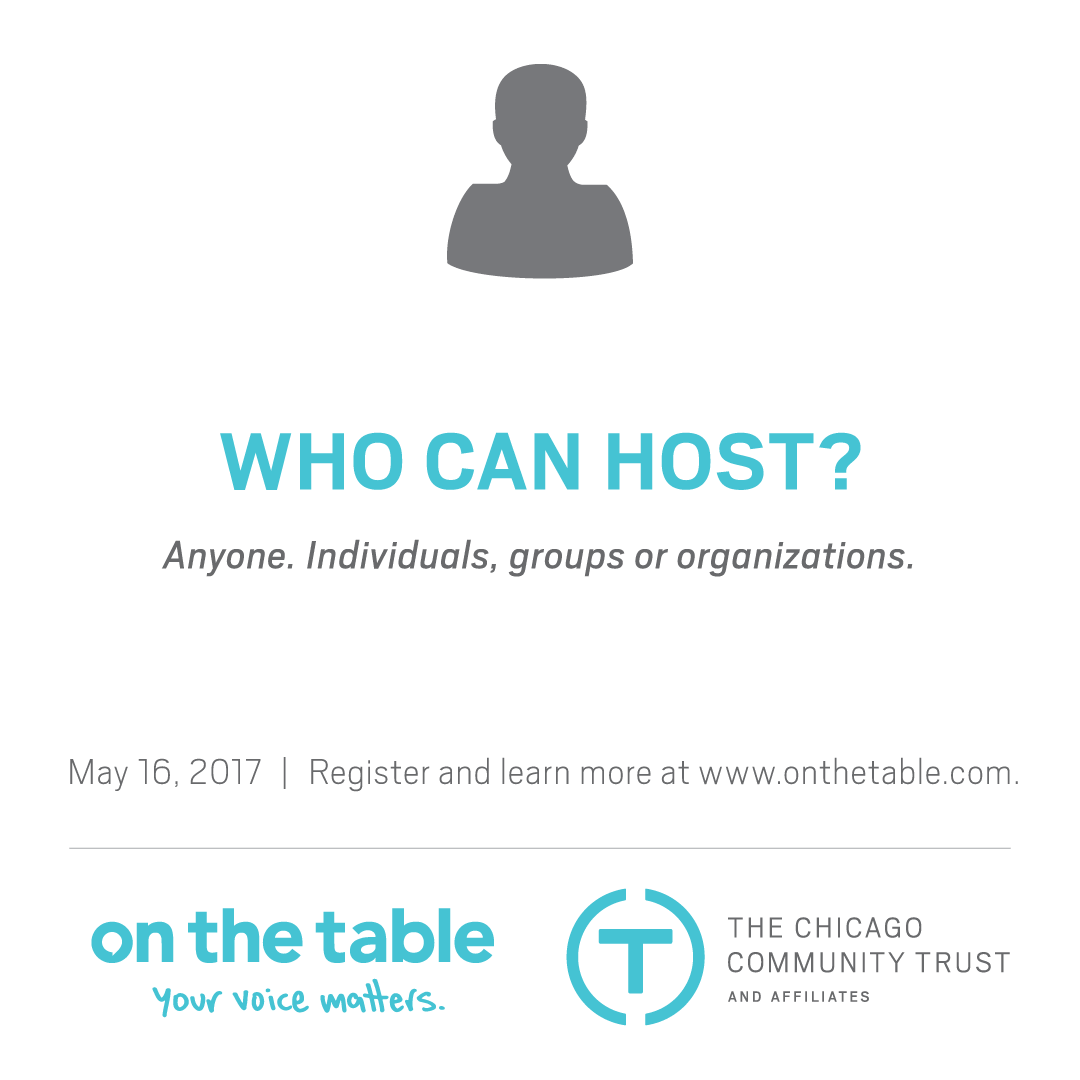 WHO CAN HOST?
Anyone. Individuals, groups or organizations.
May 16, 2017 | Register and learn more at www.onthetable.com.
on the table
your voice matters.
T
THE CHICAGO
COMMUNITY TRUST
AND AFFILIATES